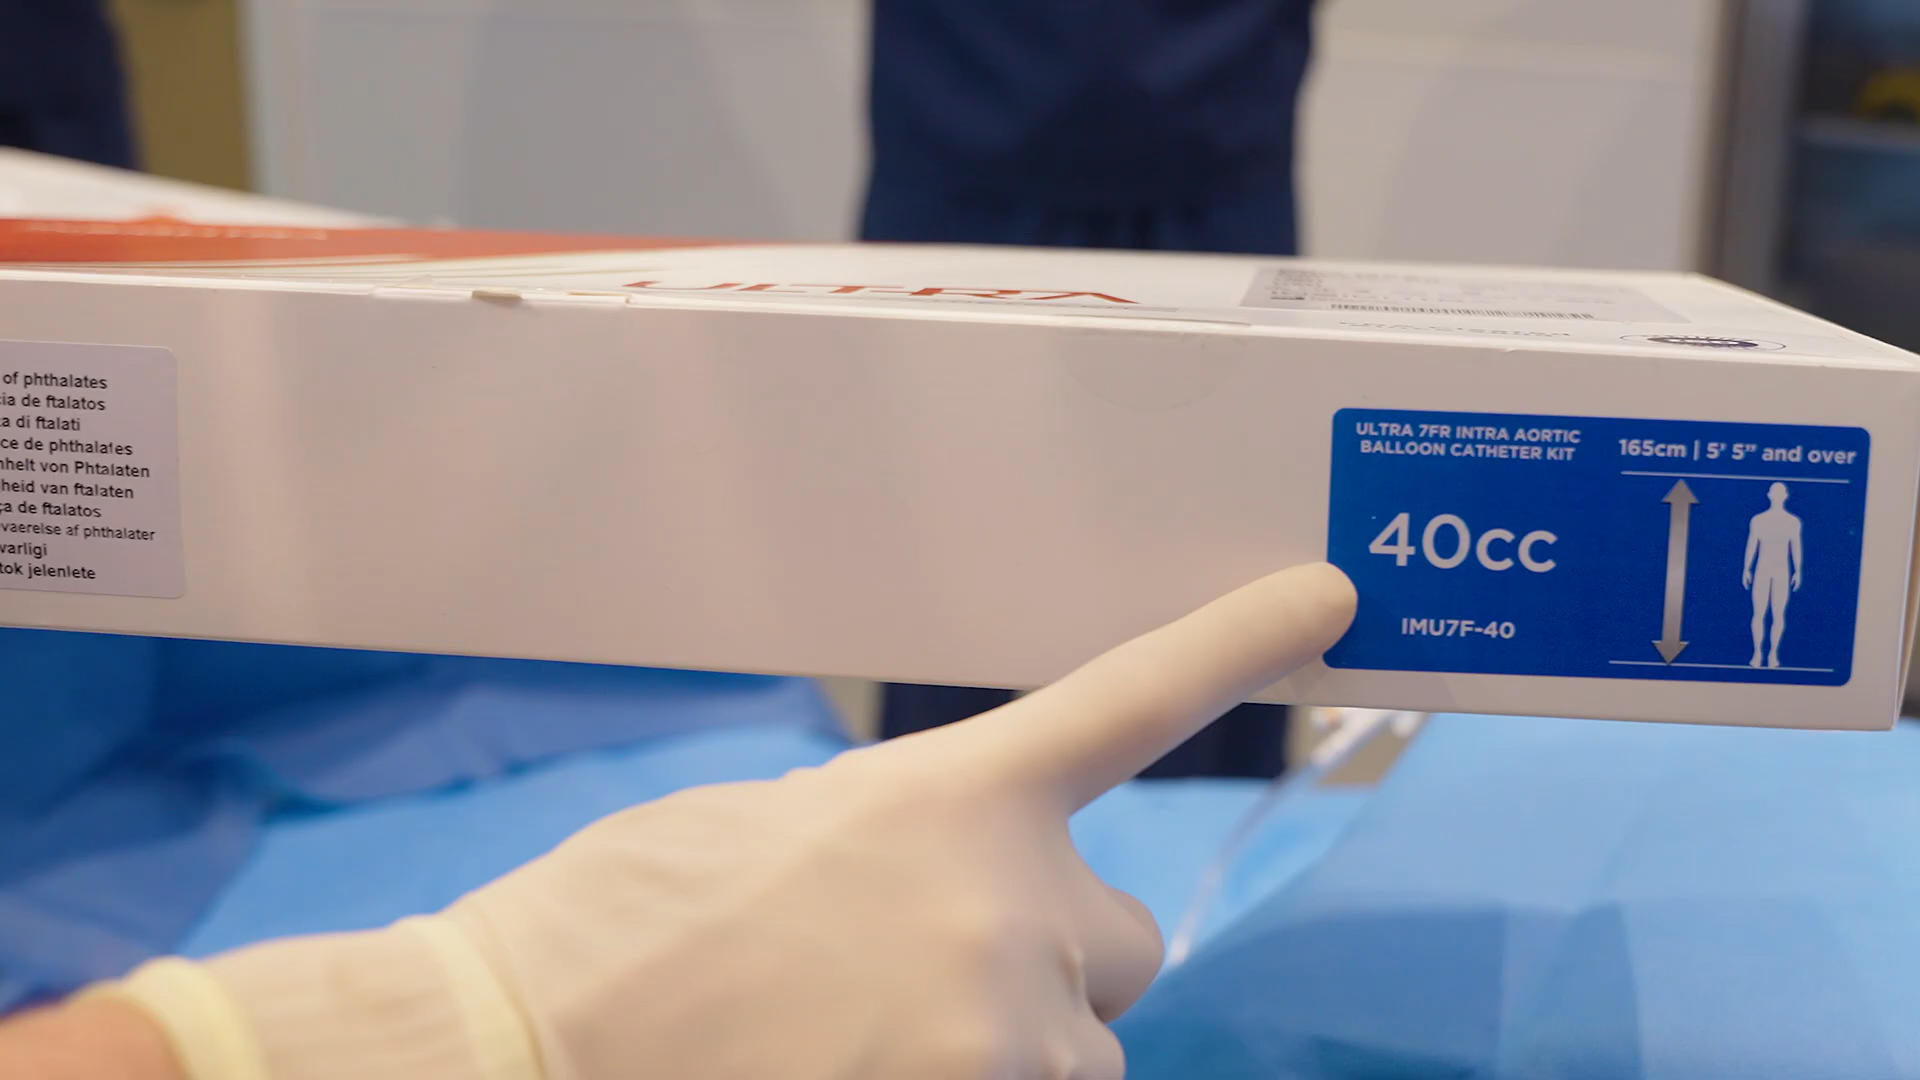 ULTRA
of phthalates
cia de ftalatos
a di ftalati
ce de phthalates
nhelt von Phtalaten
heid van ftalaten
ça de ftalatos
vaerelse af phthalater
varligi
tok jelenlete
ULTRA 7FR INTRA AORTIC
BALLOON CATHETER KIT
40cc
IMU7F-40
165cm | 5' 5" and over